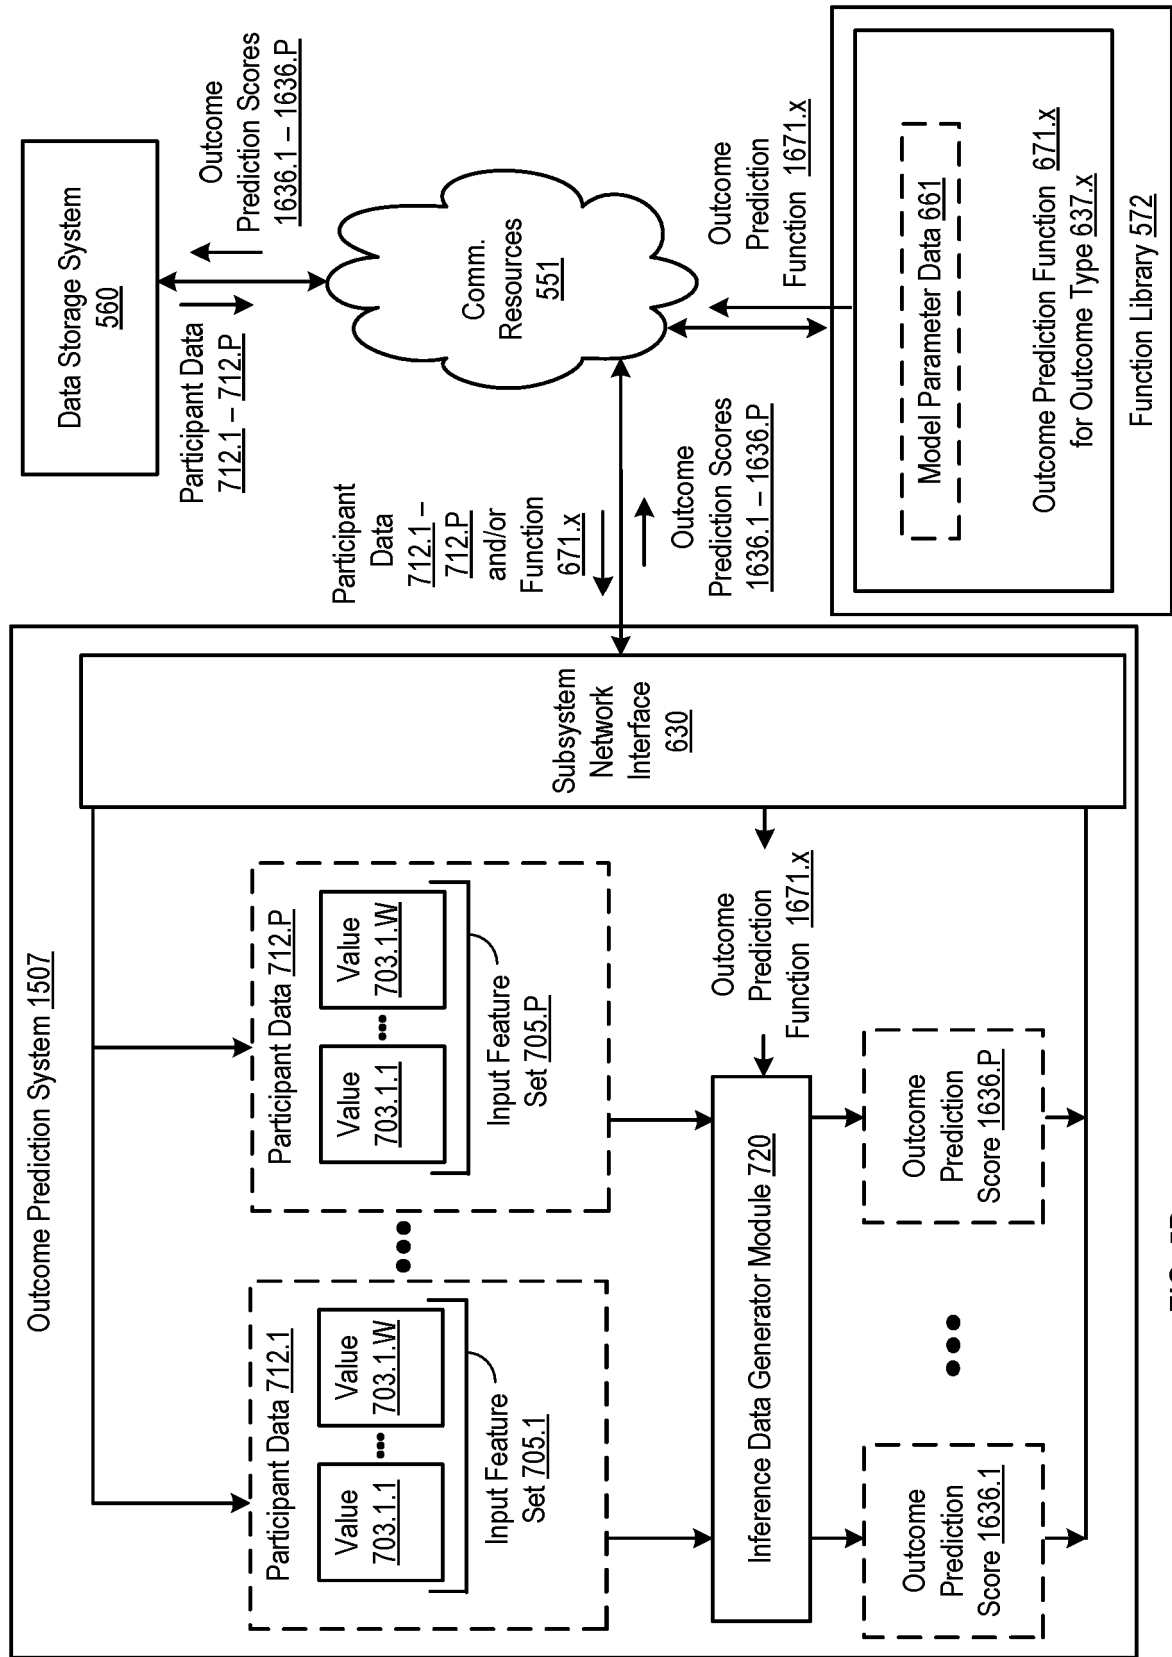 Outcome Prediction System 1507
Participant Data 712.1
Value
703.1.1
Value
703.1.W
Input Feature
Set 705.1
Participant Data 712.P
Value
703.1.1
Value
703.1.W
Input Feature
Set 705.P
Inference Data Generator Module 720
Outcome
Prediction
Function 1671.x
Outcome
Prediction
Score 1636.1
Outcome
Prediction
Score 1636.P
Subsystem
Network
Interface
630
Participant
Data
712.1 –
712.P
and/or
Function
671.x
Outcome
Prediction Scores
1636.1 – 1636.P
Data Storage System
560
Participant Data
712.1 – 712.P
Outcome
Prediction Scores
1636.1 – 1636.P
Comm.
Resources
551
Outcome
Prediction
Function 1671.x
Model Parameter Data 661
Outcome Prediction Function 671.x
for Outcome Type 637.x
Function Library 572